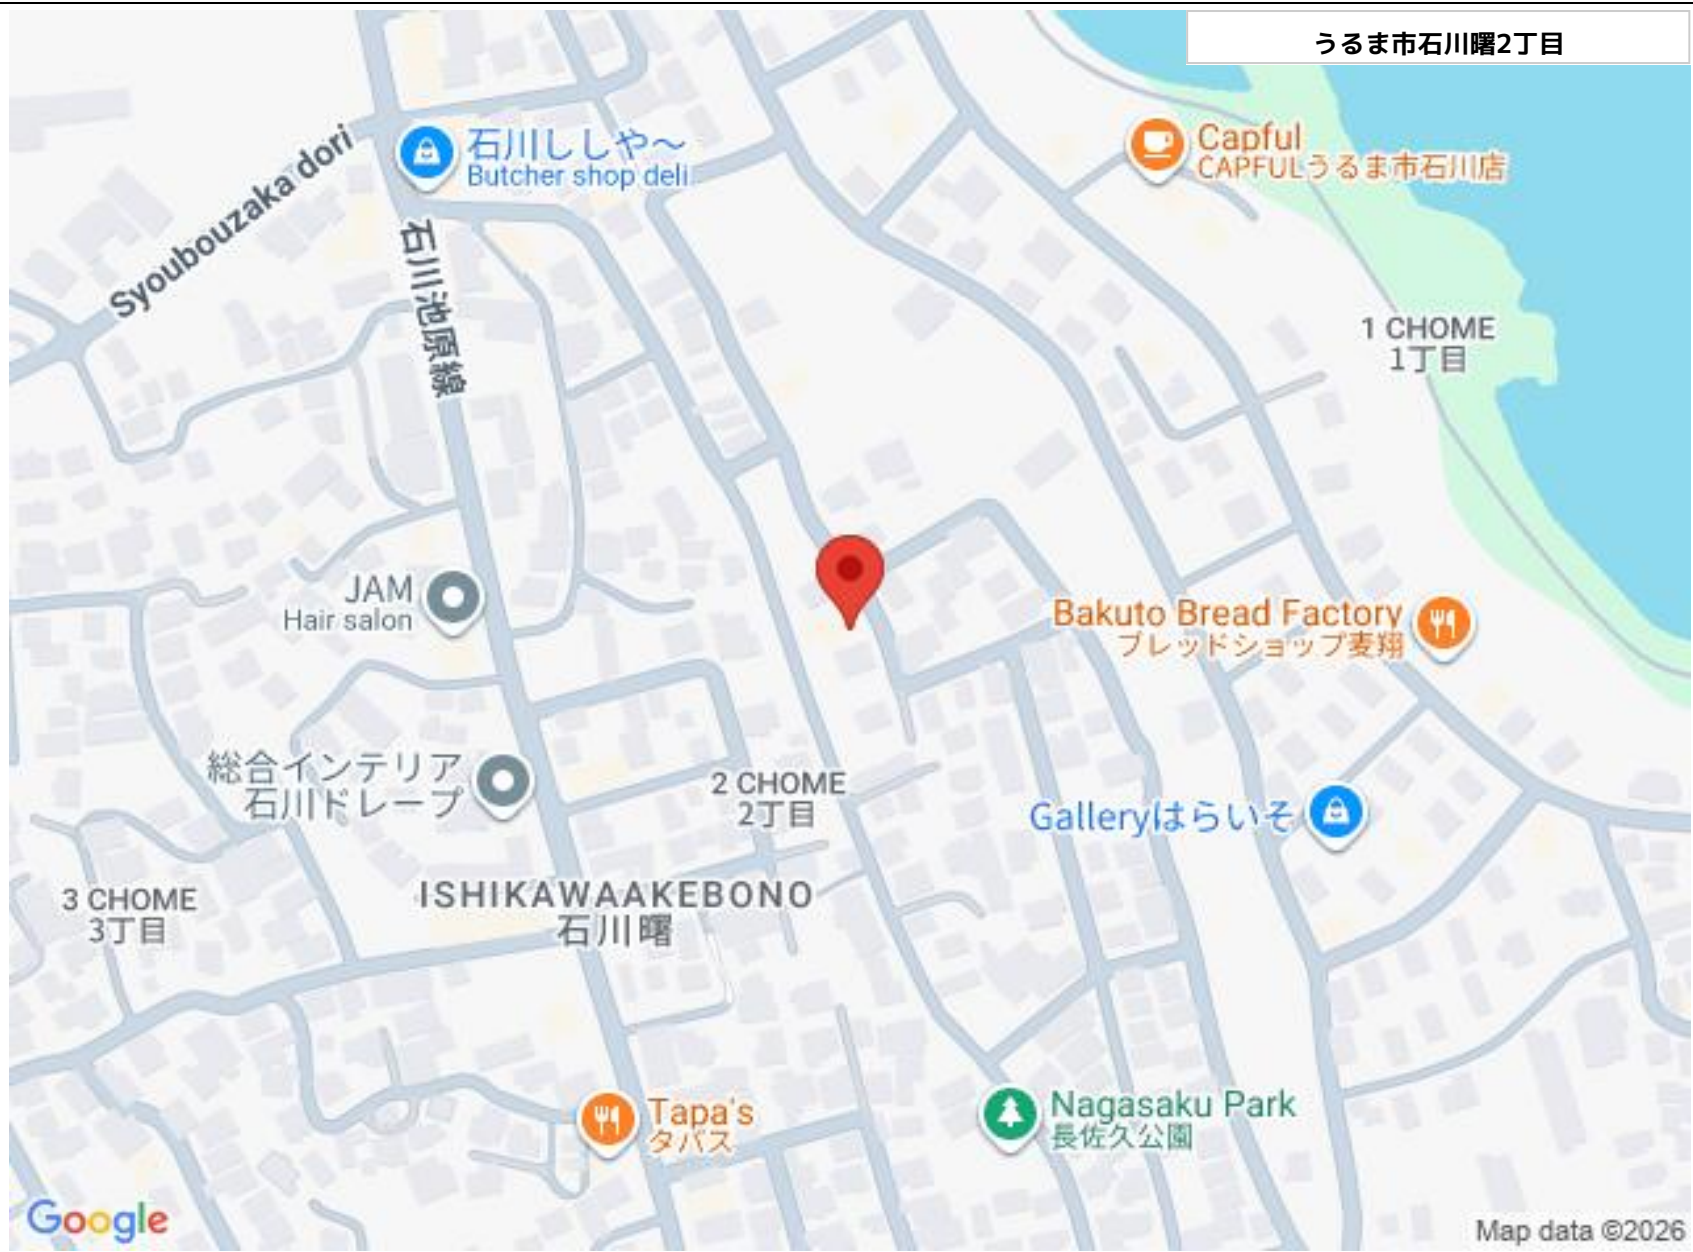 うるま市石川曙2丁目
Capful
CAPFULうるま市石川店
石川ししや～
Butcher shop deli
Syoubouzaka dori
石川池原線
1 CHOME
1丁目
JAM
Hair salon
Bakuto Bread Factory
ブレッドショップ麦翔
総合インテリア
石川ドレープ
2 CHOME
2丁目
Galleryはらいそ
3 CHOME
3丁目
ISHIKAWAAKEBONO
石川曙
Tapa's
タパス
Nagasaku Park
長佐久公園
Google
Map data ©2026